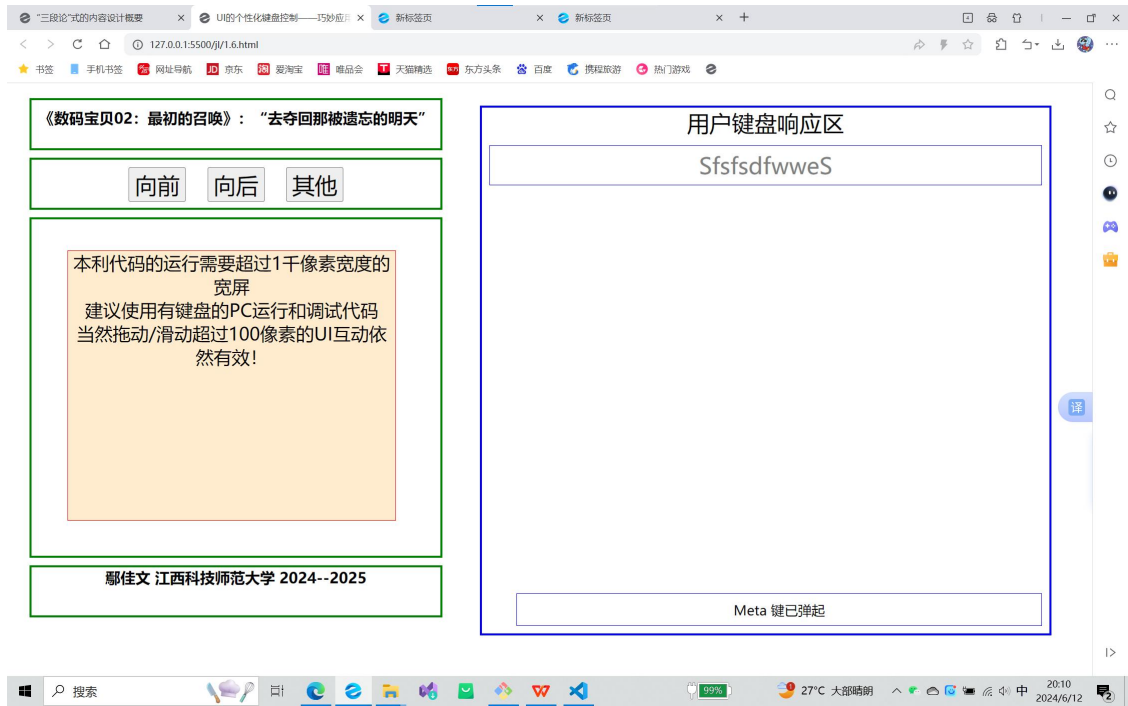 "三段论"式的内容设计概要
UI的个性化键盘控制——巧妙应用
新标签页
新标签页
127.0.0.1:5500/jl/1.6.html
书签
手机书签
网址导航
京东
爱淘宝
唯品会
天猫精选
东方头条
百度
携程旅游
热门游戏
《数码宝贝02：最初的召唤》：“去夺回那被遗忘的明天”
向前 向后 其他
本利代码的运行需要超过1千像素宽度的
宽屏
建议使用有键盘的PC运行和调试代码
当然拖动/滑动超过100像素的UI互动依
然有效！
鄢佳文 江西科技师范大学 2024--2025
用户键盘响应区
SfsfsdfwweS
Meta 键已弹起
译
搜索
99%
27°C 大部晴朗
中
20:10
2024/6/12
2